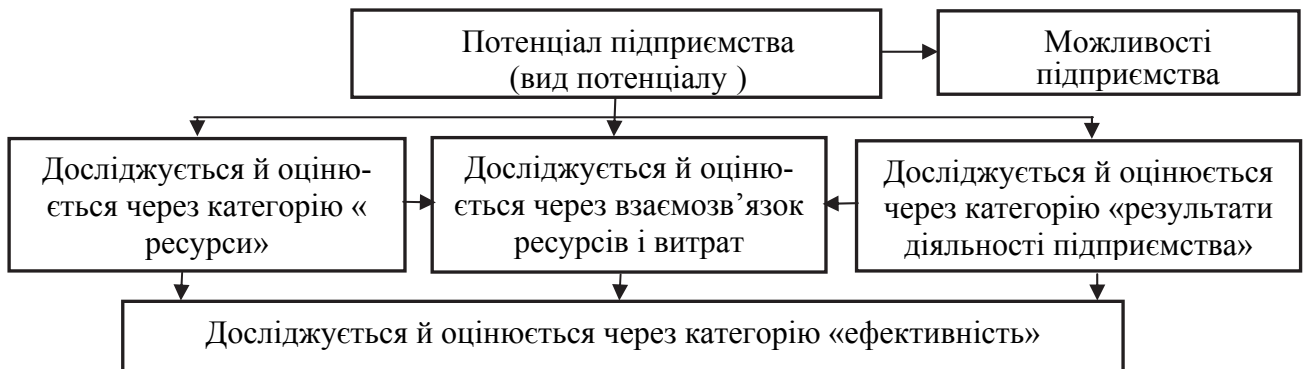 Потенціал підприємства
(вид потенціалу )
Можливості
підприємства
Досліджується й оціню-
ється через категорію «
ресурси»
Досліджується й оціню-
ється через взаємозв’язок
ресурсів і витрат
Досліджується й оцінюється
через категорію «результати
діяльності підприємства»
Досліджується й оцінюється через категорію «ефективність»